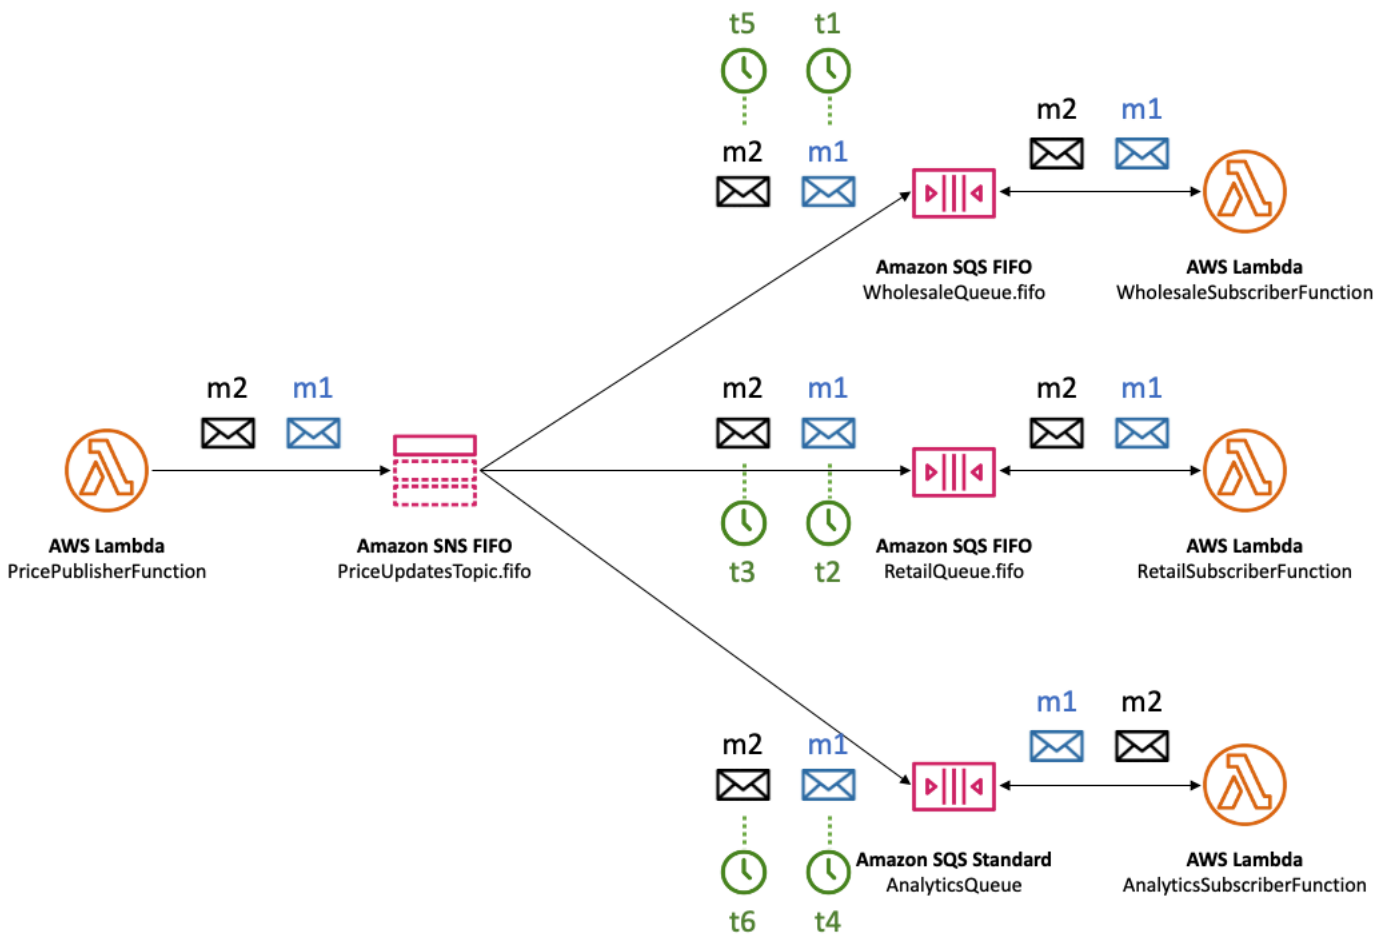 t5 t1
m2 m1
m2 m1
Amazon SQS FIFO
WholesaleQueue.fifo
AWS Lambda
WholesaleSubscriberFunction
m2 m1
AWS Lambda
PricePublisherFunction
Amazon SNS FIFO
PriceUpdatesTopic.fifo
m2 m1
t3 t2
m2 m1
Amazon SQS FIFO
RetailQueue.fifo
AWS Lambda
RetailSubscriberFunction
m2 m1
t6 t4
m1 m2
Amazon SQS Standard
AnalyticsQueue
AWS Lambda
AnalyticsSubscriberFunction